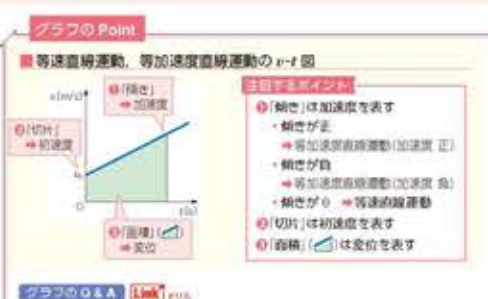 グラフの Point
■等速直線運動,等加速度直線運動の v-t 図
v[m/s]
❶「傾き」
➡加速度
❷「切片」
➡初速度
v₀
O
t[s]
❸「面積」
➡変位
注目するポイント
❶「傾き」は加速度を表す
・傾きが正
➡等加速度直線運動(加速度 正)
・傾きが負
➡等加速度直線運動(加速度 負)
・傾きが 0 ➡等速直線運動
❷「切片」は初速度を表す
❸「面積」( )は変位を表す
グラフのQ&A Link